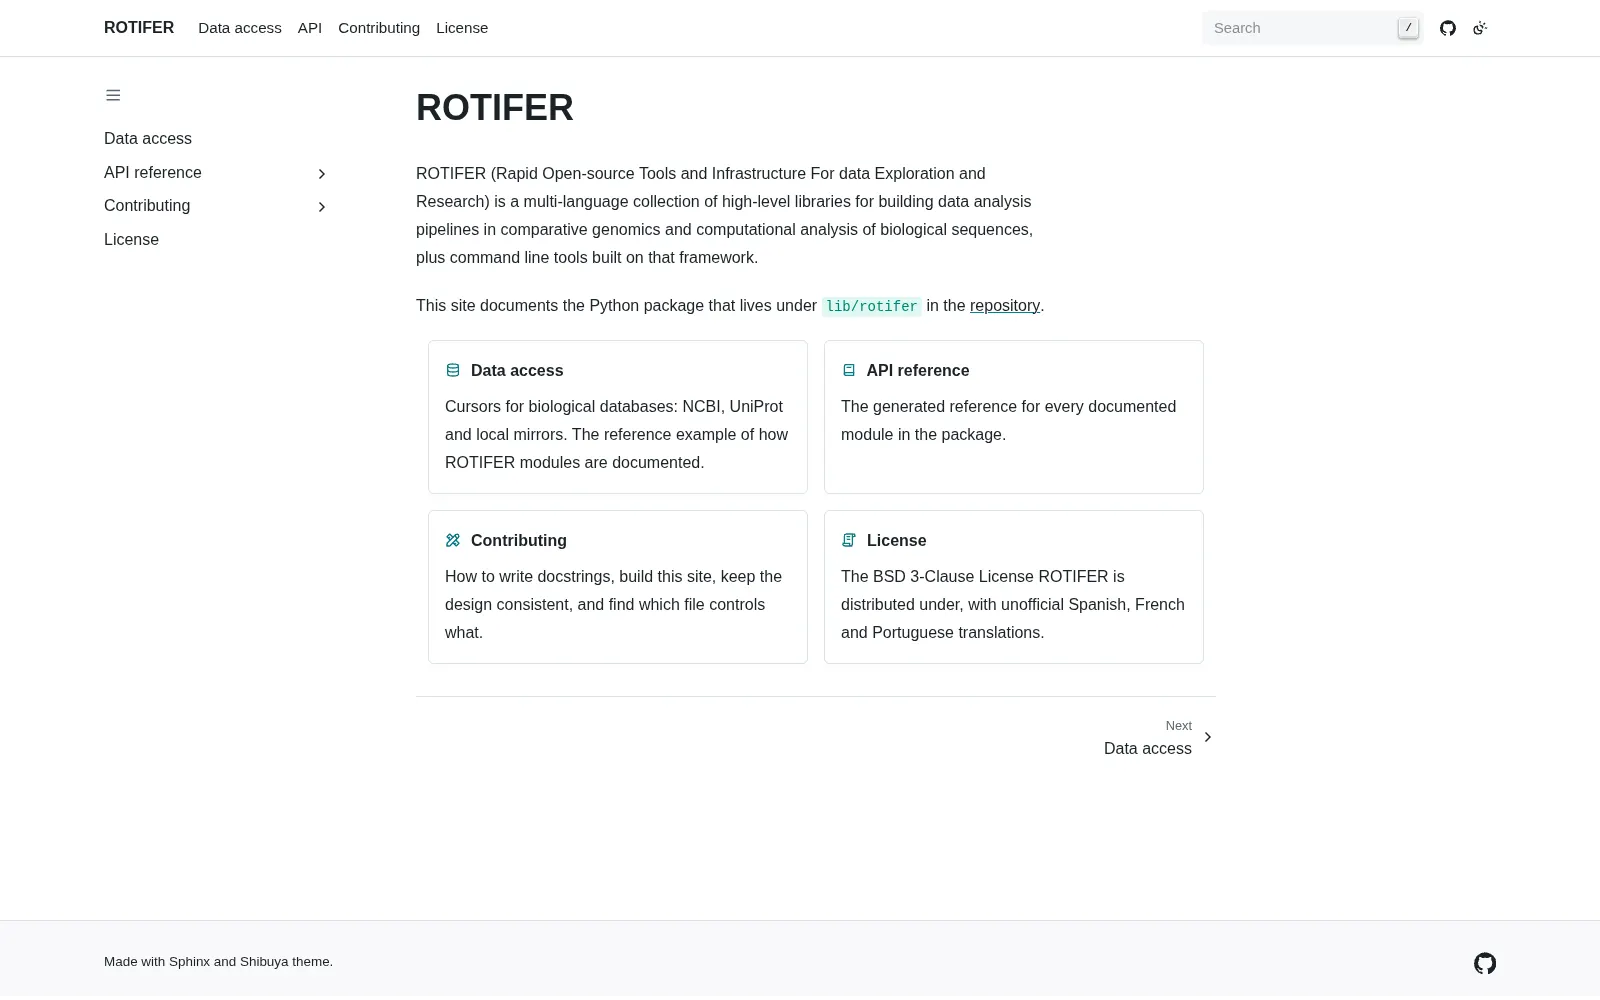 ROTIFER Data access API Contributing License Search /
ROTIFER
Data access
API reference
Contributing
License
ROTIFER (Rapid Open-source Tools and Infrastructure For data Exploration and
Research) is a multi-language collection of high-level libraries for building data analysis
pipelines in comparative genomics and computational analysis of biological sequences,
plus command line tools built on that framework.
This site documents the Python package that lives under lib/rotifer in the repository.
Data access
Cursors for biological databases: NCBI, UniProt
and local mirrors. The reference example of how
ROTIFER modules are documented.
API reference
The generated reference for every documented
module in the package.
Contributing
How to write docstrings, build this site, keep the
design consistent, and find which file controls
what.
License
The BSD 3-Clause License ROTIFER is
distributed under, with unofficial Spanish, French
and Portuguese translations.
Next
Data access
Made with Sphinx and Shibuya theme.